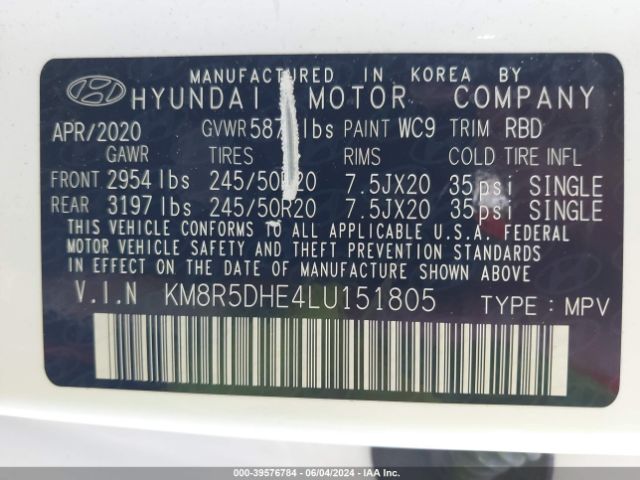 MANUFACTURED IN KOREA BY
HYUNDAI MOTOR COMPANY
APR/2020 GVWR lbs PAINT WC9 TRIM RBD
GAWR TIRES RIMS COLD TIRE INFL
FRONT 2954 lbs 245/50R20 7.5JX20 35psi SINGLE
REAR 3197 lbs 245/50R20 7.5JX20 35psi SINGLE
THIS VEHICLE CONFORMS TO ALL APPLICABLE U.S.A. FEDERAL
MOTOR VEHICLE SAFETY AND THEFT PREVENTION STANDARDS
IN EFFECT ON THE DATE OF MANUFACTURE SHOWN ABOVE.
V.I.N KM8R5DHE4LU151805 TYPE : MPV
000-39576784 - 06/04/2024 - IAA Inc.